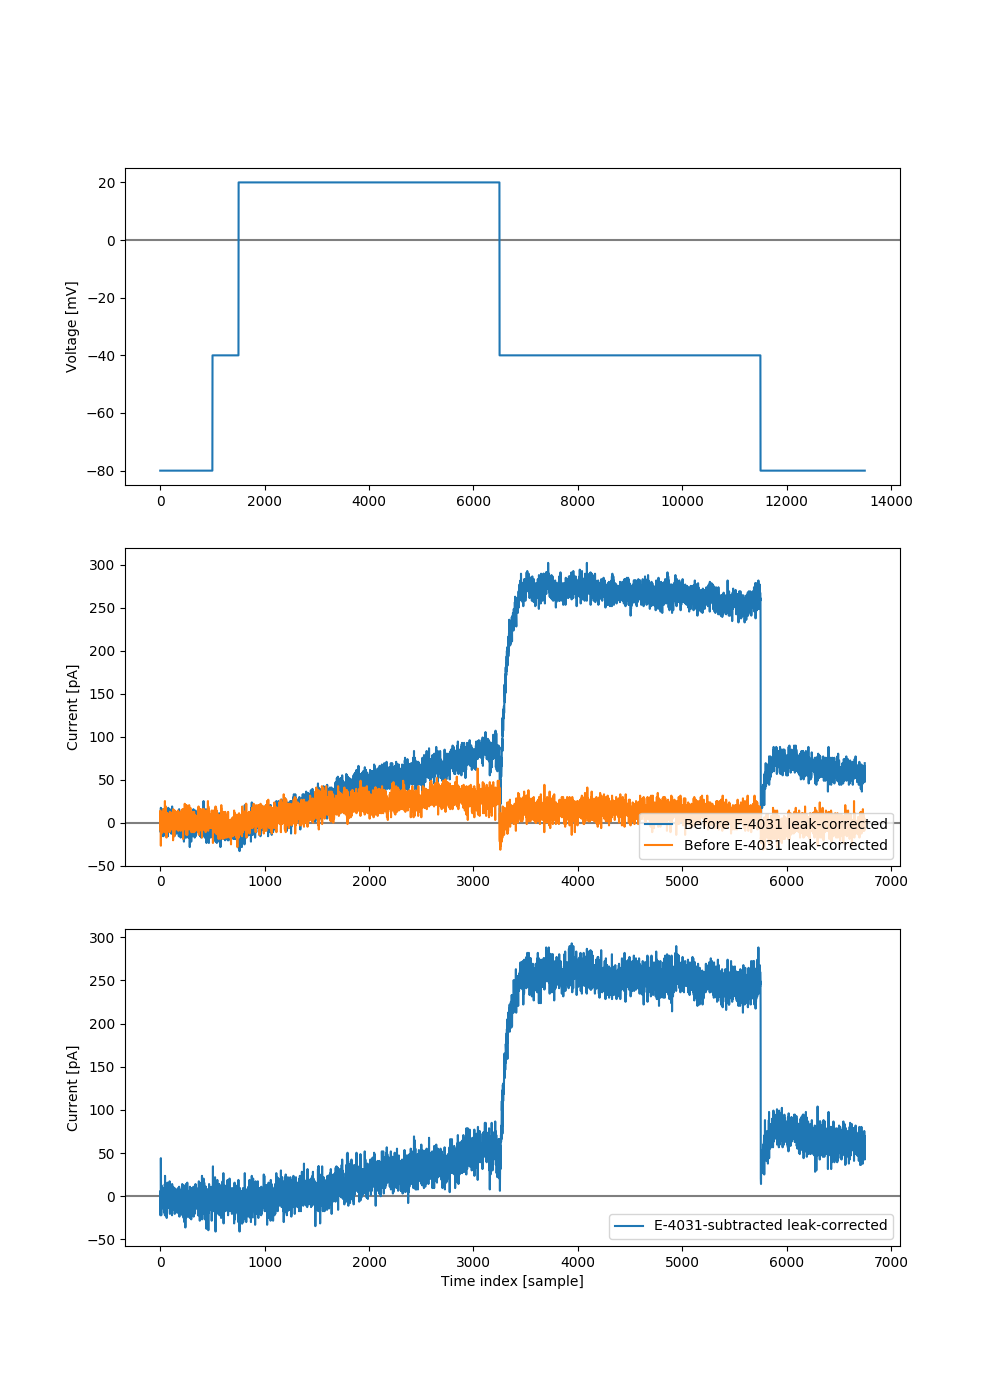 Voltage [mV]
20
0
−20
−40
−60
−80
0 2000 4000 6000 8000 10000 12000 14000
Current [pA]
300
250
200
150
100
50
0
−50
Before E-4031 leak-corrected
Before E-4031 leak-corrected
0 1000 2000 3000 4000 5000 6000 7000
Current [pA]
300
250
200
150
100
50
0
−50
E-4031-subtracted leak-corrected
0 1000 2000 3000 4000 5000 6000 7000
Time index [sample]